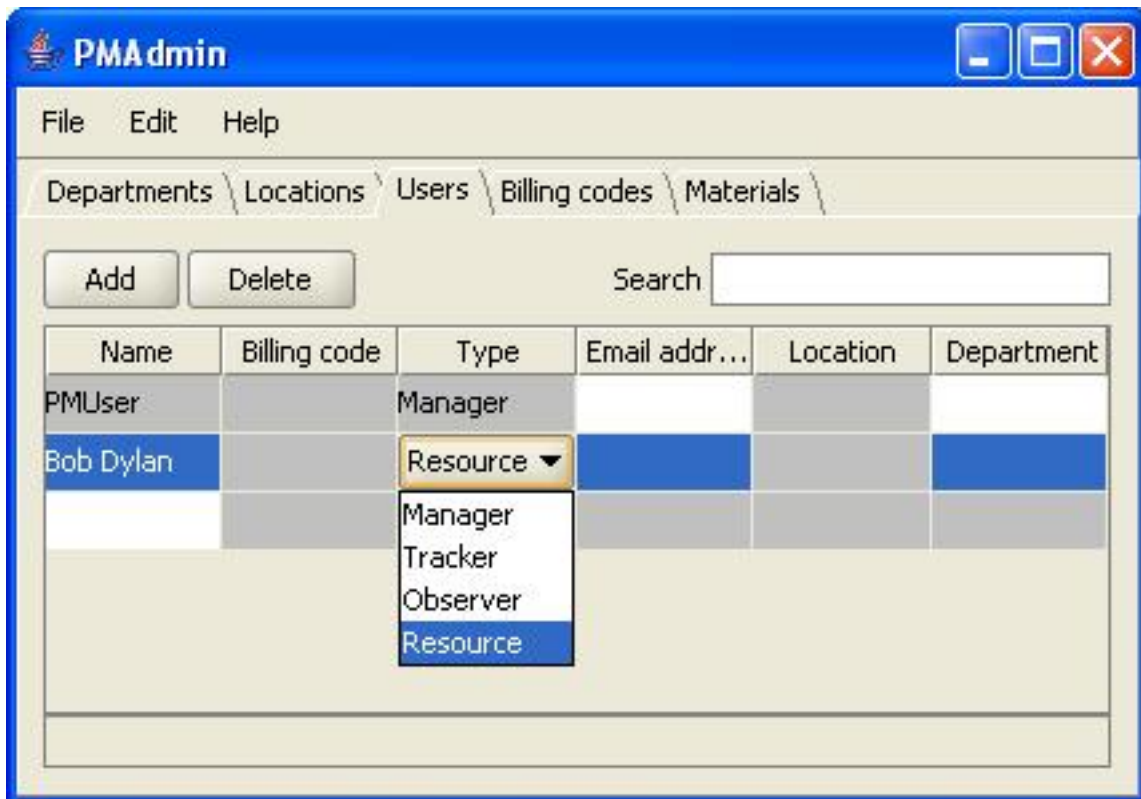 PMAdmin
File Edit Help
Departments Locations Users Billing codes Materials
Add Delete Search
Name Billing code Type Email addr... Location Department
PMUser Manager
Bob Dylan Resource
Manager
Tracker
Observer
Resource